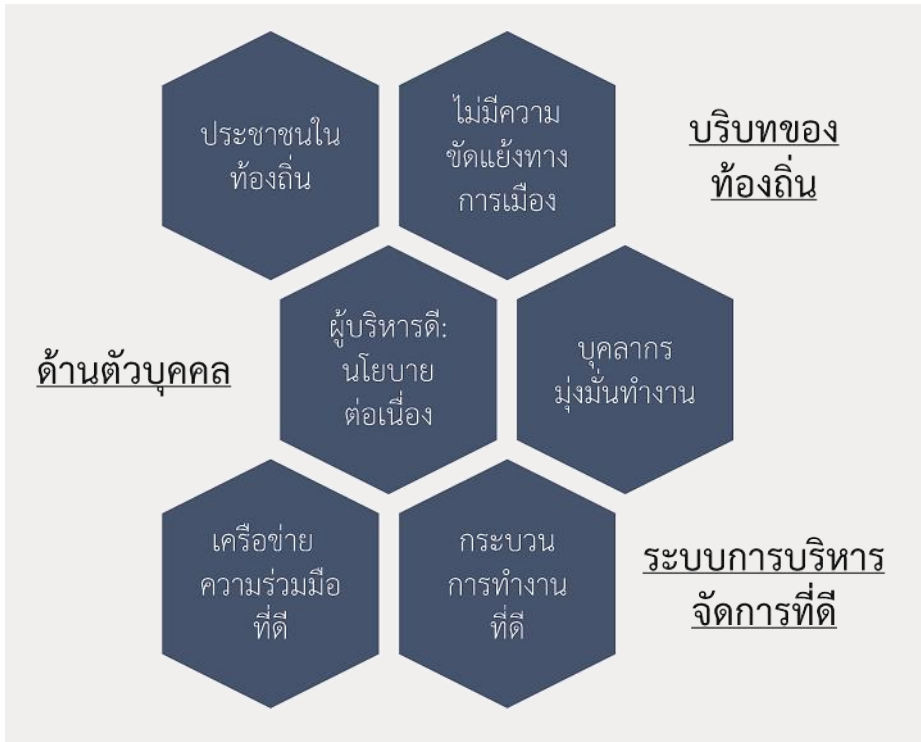 ประชาชนใน
ท้องถิ่น
ไม่มีความ
ขัดแย้งทาง
การเมือง
บริบทของ
ท้องถิ่น
ด้านตัวบุคคล
ผู้บริหารดี:
นโยบาย
ต่อเนื่อง
บุคลากร
มุ่งมั่นทำงาน
เครือข่าย
ความร่วมมือ
ที่ดี
กระบวน
การทำงาน
ที่ดี
ระบบการบริหาร
จัดการที่ดี